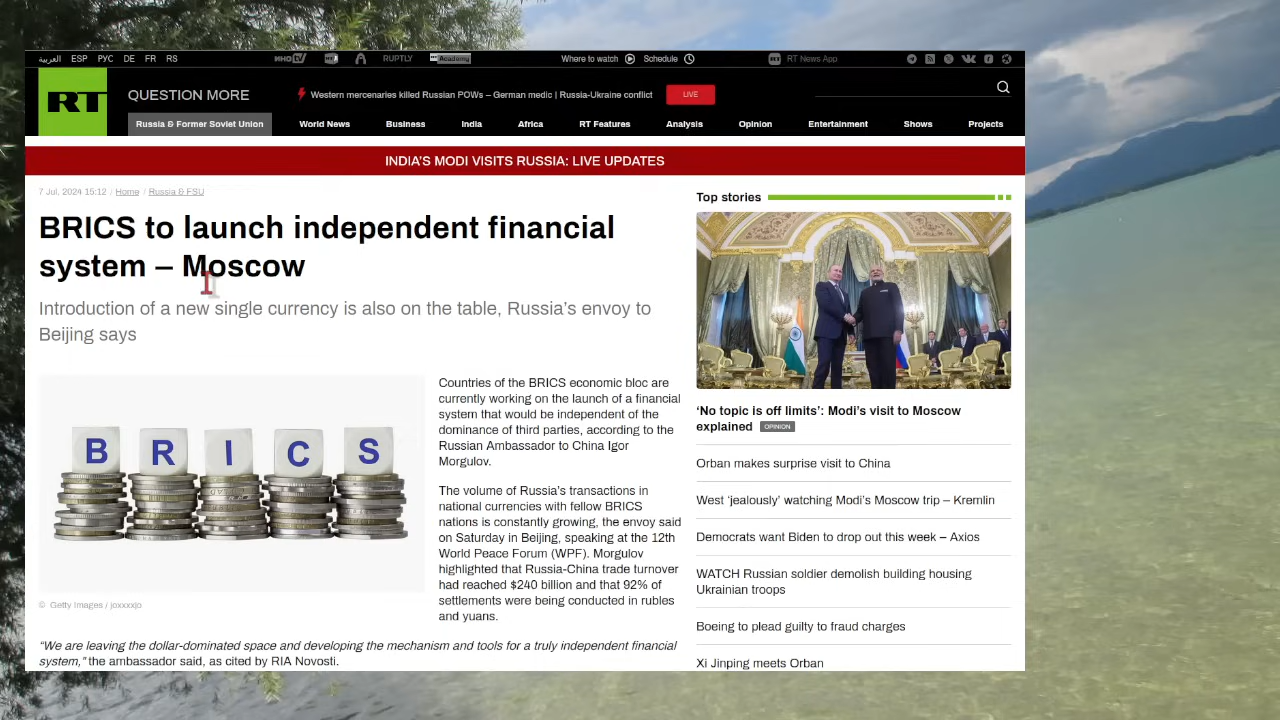 العربية ESP РУС DE FR RS
ИНОTV RUPTLY RT Academy Where to watch Schedule RT News App
RT QUESTION MORE Western mercenaries killed Russian POWs – German medic | Russia-Ukraine conflict LIVE
Russia & Former Soviet Union World News Business India Africa RT Features Analysis Opinion Entertainment Shows Projects
INDIA'S MODI VISITS RUSSIA: LIVE UPDATES
7 Jul, 2024 15:12 / Home / Russia & FSU
BRICS to launch independent financial
system – Moscow
Introduction of a new single currency is also on the table, Russia's envoy to
Beijing says
B R I C S
© Getty Images / joxxxxjo
Countries of the BRICS economic bloc are
currently working on the launch of a financial
system that would be independent of the
dominance of third parties, according to the
Russian Ambassador to China Igor
Morgulov.
The volume of Russia's transactions in
national currencies with fellow BRICS
nations is constantly growing, the envoy said
on Saturday in Beijing, speaking at the 12th
World Peace Forum (WPF). Morgulov
highlighted that Russia-China trade turnover
had reached $240 billion and that 92% of
settlements were being conducted in rubles
and yuans.
"We are leaving the dollar-dominated space and developing the mechanism and tools for a truly independent financial
system," the ambassador said, as cited by RIA Novosti.
Top stories
'No topic is off limits': Modi's visit to Moscow
explained OPINION
Orban makes surprise visit to China
West 'jealously' watching Modi's Moscow trip – Kremlin
Democrats want Biden to drop out this week – Axios
WATCH Russian soldier demolish building housing
Ukrainian troops
Boeing to plead guilty to fraud charges
Xi Jinping meets Orban